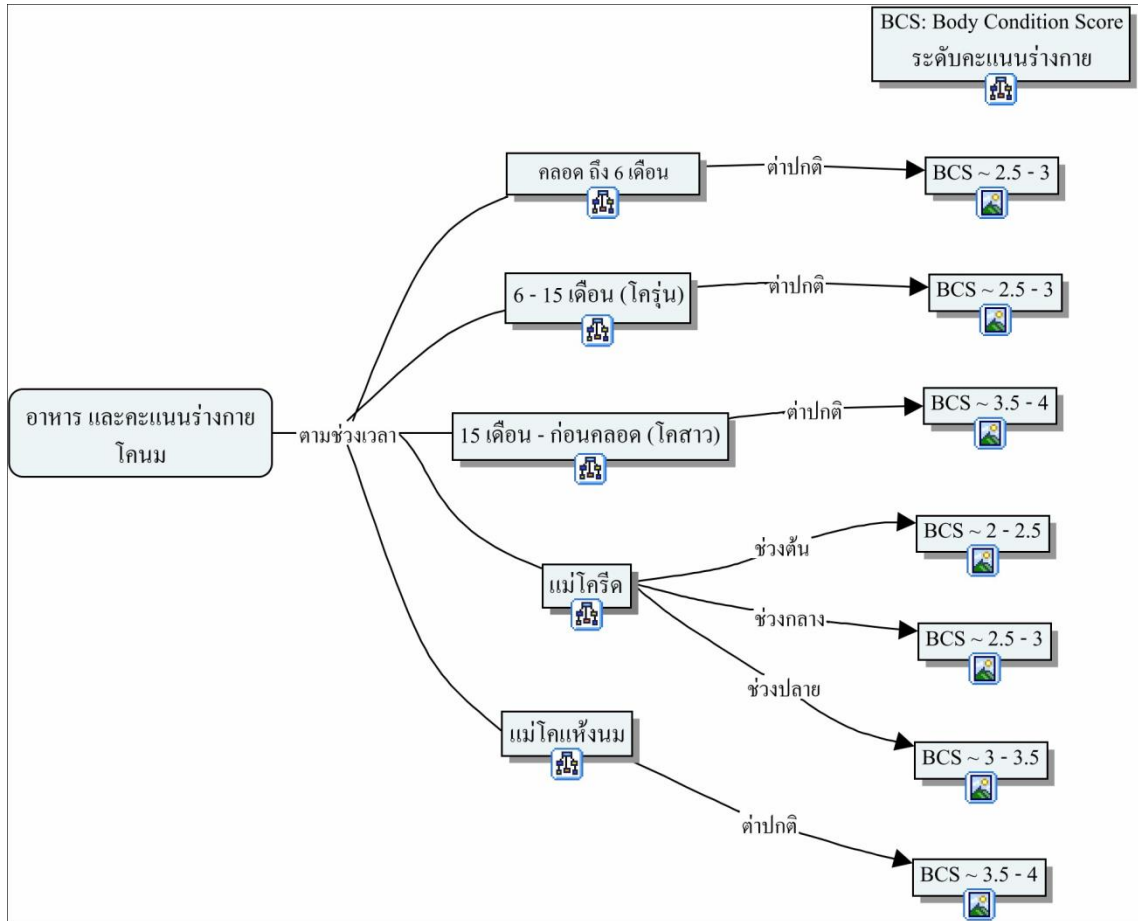 BCS: Body Condition Score
ระดับคะแนนร่างกาย
คลอด ถึง 6 เดือน
ต่าปกติ
BCS ~ 2.5 - 3
6 - 15 เดือน (โครุ่น)
ต่าปกติ
BCS ~ 2.5 - 3
อาหาร และคะแนนร่างกาย
โคนม
ตามช่วงเวลา
15 เดือน - ก่อนคลอด (โคสาว)
ต่าปกติ
BCS ~ 3.5 - 4
แม่โครีด
ช่วงต้น
BCS ~ 2 - 2.5
ช่วงกลาง
BCS ~ 2.5 - 3
ช่วงปลาย
BCS ~ 3 - 3.5
แม่โคแห้งนม
ต่าปกติ
BCS ~ 3.5 - 4